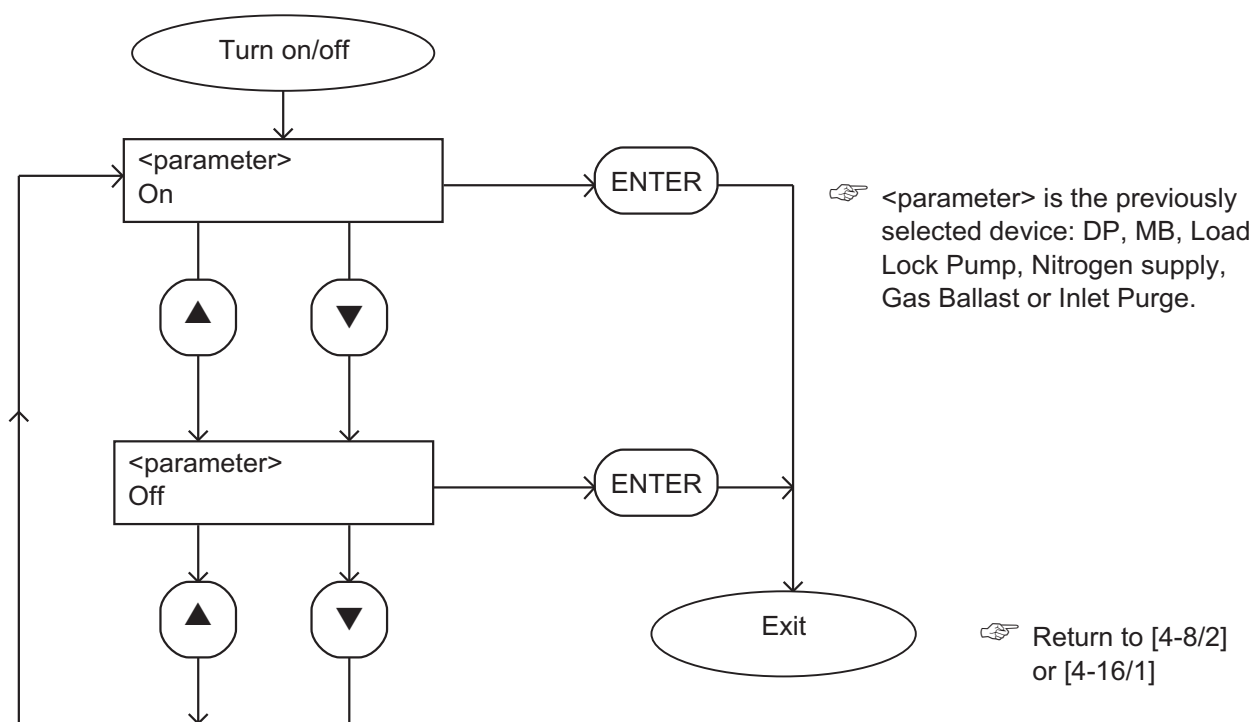 Turn on/off
<parameter>
On
ENTER
☞ <parameter> is the previously
selected device: DP, MB, Load
Lock Pump, Nitrogen supply,
Gas Ballast or Inlet Purge.
▲
▼
<parameter>
Off
ENTER
▲
▼
Exit
☞ Return to [4-8/2]
or [4-16/1]